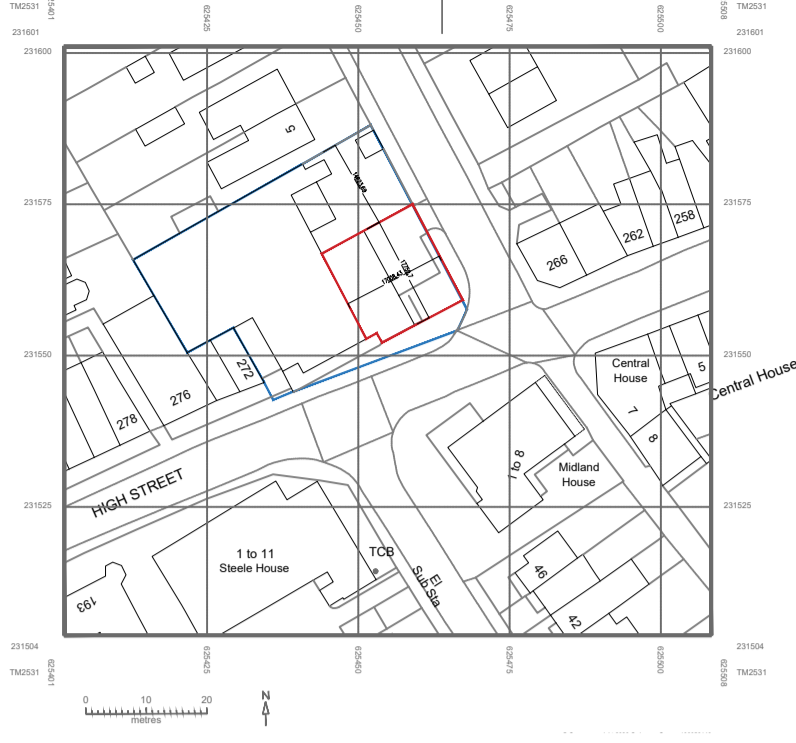 625401
625425
625450
625475
625500
625508
TM2531
TM2531
231601
231601
231600
231600
5
231575
231575
258
262
266
231550
231550
Central
House
5
Central House
272
276
278
7
8
1 to 8
Midland
House
HIGH STREET
231525
231525
1 to 11
Steele House
TCB
El
Sub Sta
46
42
193
231504
231504
TM2531
TM2531
625401
625425
625450
625475
625500
625508
0
10
20
metres
N